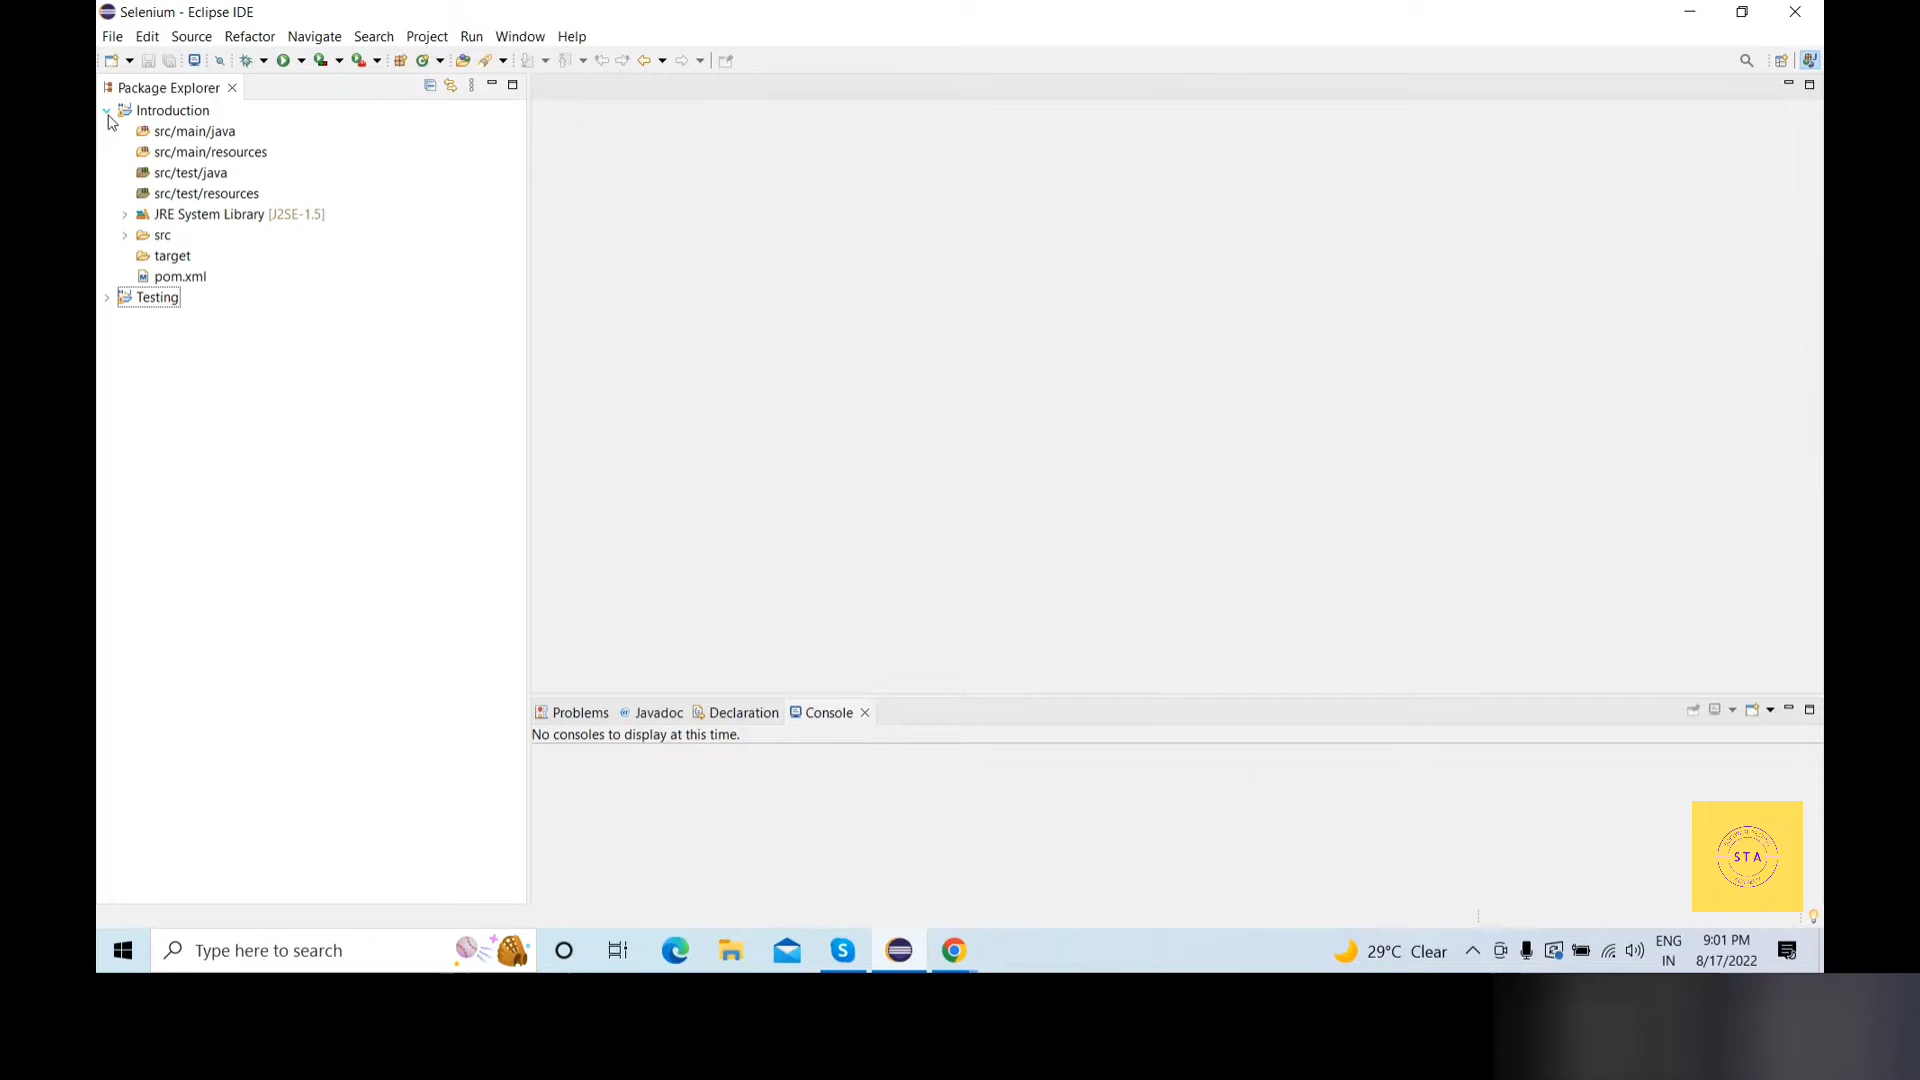 Selenium - Eclipse IDE
File Edit Source Refactor Navigate Search Project Run Window Help
Package Explorer
Introduction
src/main/java
src/main/resources
src/test/java
src/test/resources
JRE System Library [J2SE-1.5]
src
target
pom.xml
Testing
Problems Javadoc Declaration Console
No consoles to display at this time.
STA
Type here to search
29°C Clear
ENG
IN
9:01 PM
8/17/2022